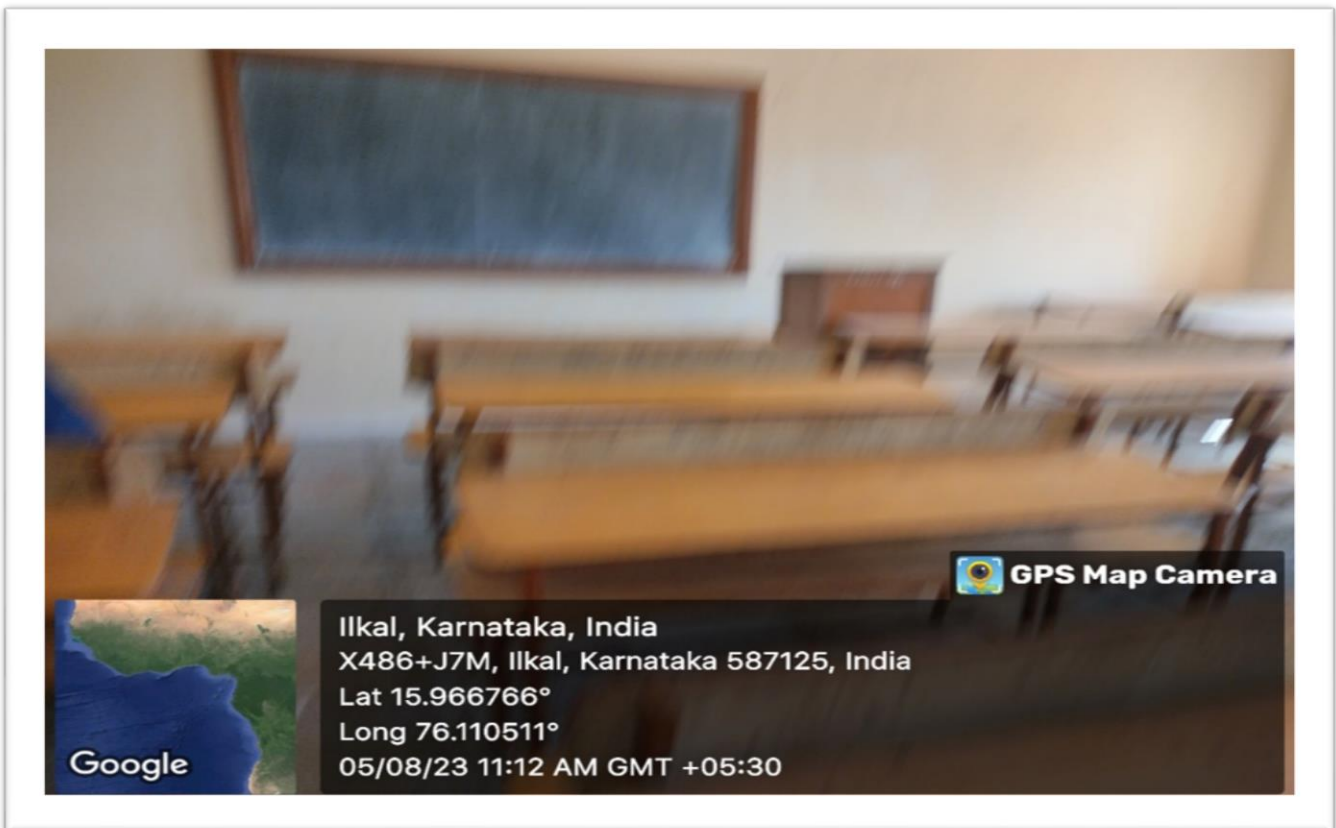 GPS Map Camera
Ilkal, Karnataka, India
X486+J7M, Ilkal, Karnataka 587125, India
Lat 15.966766°
Long 76.110511°
05/08/23 11:12 AM GMT +05:30
Google